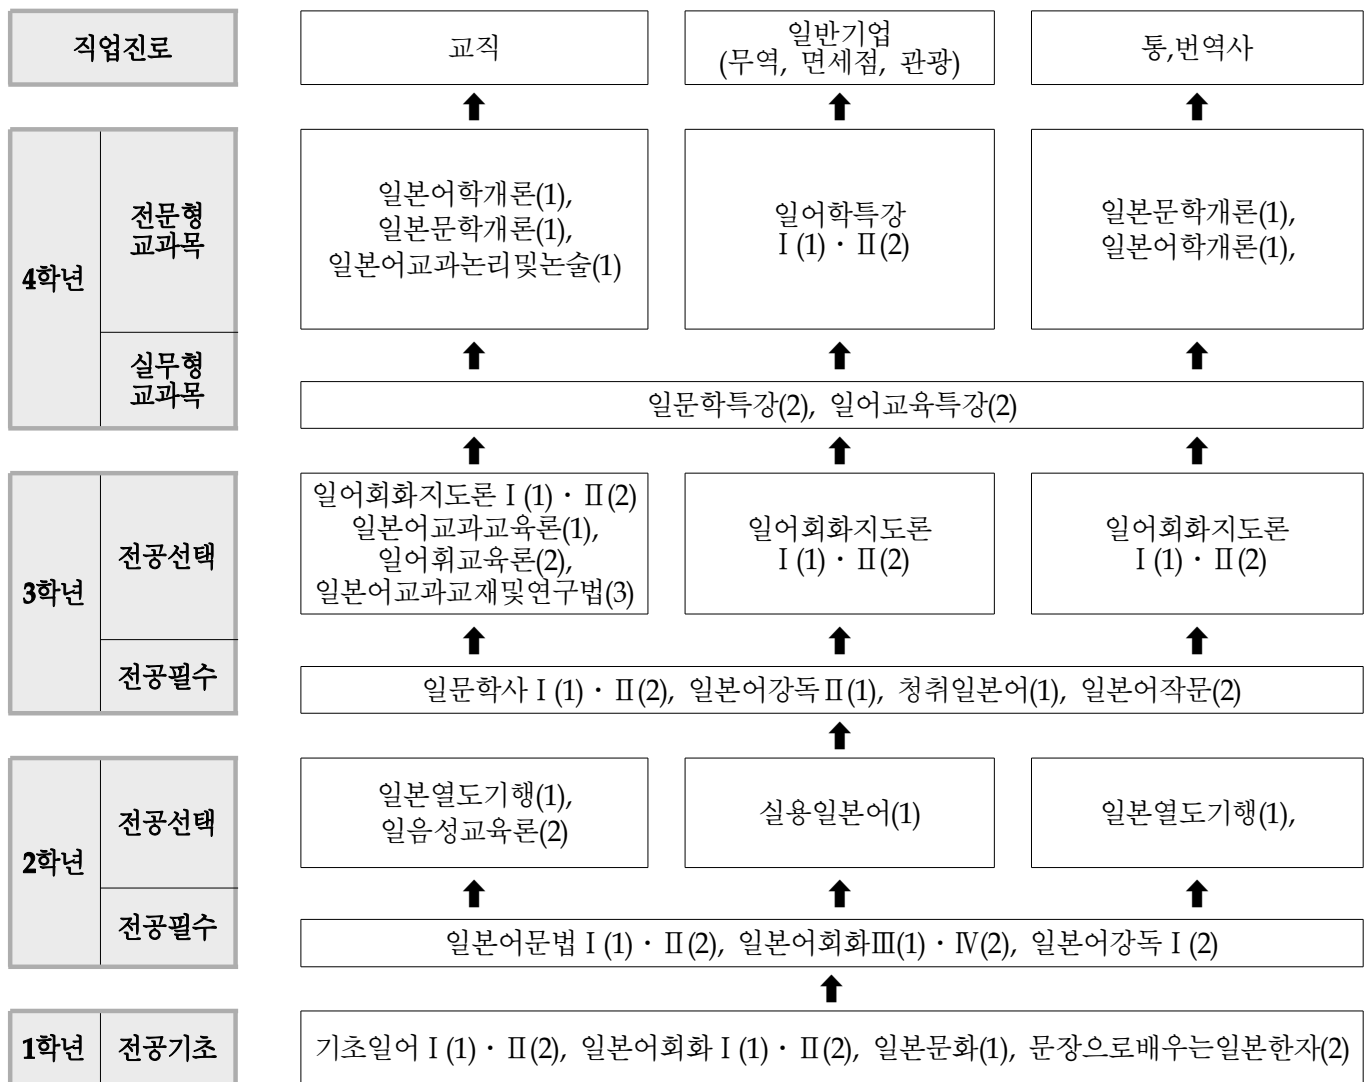 직업진로
교직
일반기업
(무역, 면세점, 관광)
통,번역사
4학년
전문형
교과목
일본어학개론(1),
일본문학개론(1),
일본어교과논리및논술(1)
일어학특강
Ⅰ(1)・Ⅱ(2)
일본문학개론(1),
일본어학개론(1),
실무형
교과목
일문학특강(2), 일어교육특강(2)
3학년
전공선택
일어회화지도론Ⅰ(1)・Ⅱ(2)
일본어교과교육론(1),
일어휘교육론(2),
일본어교과교재및연구법(3)
일어회화지도론
Ⅰ(1)・Ⅱ(2)
일어회화지도론
Ⅰ(1)・Ⅱ(2)
전공필수
일문학사Ⅰ(1)・Ⅱ(2), 일본어강독Ⅱ(1), 청취일본어(1), 일본어작문(2)
2학년
전공선택
일본열도기행(1),
일음성교육론(2)
실용일본어(1)
일본열도기행(1),
전공필수
일본어문법Ⅰ(1)・Ⅱ(2), 일본어회화Ⅲ(1)・Ⅳ(2), 일본어강독Ⅰ(2)
1학년
전공기초
기초일어Ⅰ(1)・Ⅱ(2), 일본어회화Ⅰ(1)・Ⅱ(2), 일본문화(1), 문장으로배우는일본한자(2)